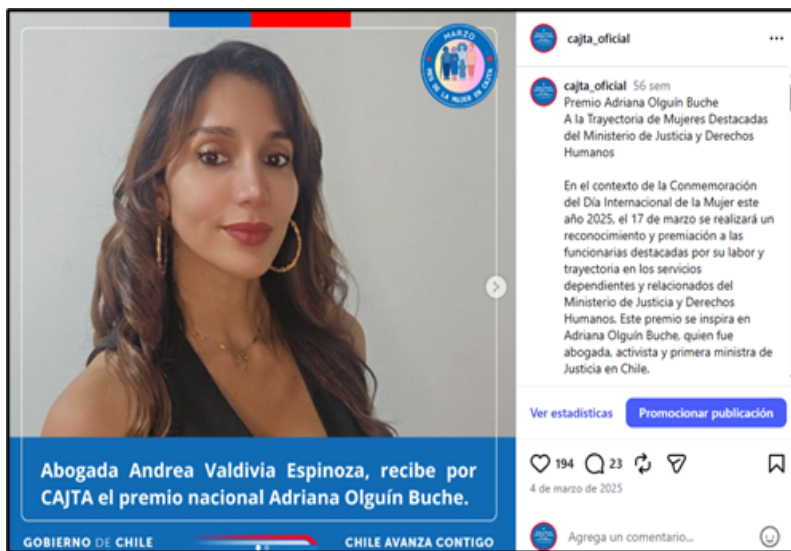 MARZO
MES DE LA MUJER EN CAJTA
Abogada Andrea Valdivia Espinoza, recibe por
CAJTA el premio nacional Adriana Olguín Buche.
GOBIERNO DE CHILE
CHILE AVANZA CONTIGO
cajta_oficial
cajta_oficial 56 sem
Premio Adriana Olguín Buche
A la Trayectoria de Mujeres Destacadas
del Ministerio de Justicia y Derechos
Humanos
En el contexto de la Conmemoración
del Día Internacional de la Mujer este
año 2025, el 17 de marzo se realizará un
reconocimiento y premiación a las
funcionarias destacadas por su labor y
trayectoria en los servicios
dependientes y relacionados del
Ministerio de Justicia y Derechos
Humanos. Este premio se inspira en
Adriana Olguín Buche, quien fue
abogada, activista y primera ministra de
Justicia en Chile.
Ver estadísticas
Promocionar publicación
194 23
4 de marzo de 2025
Agrega un comentario...